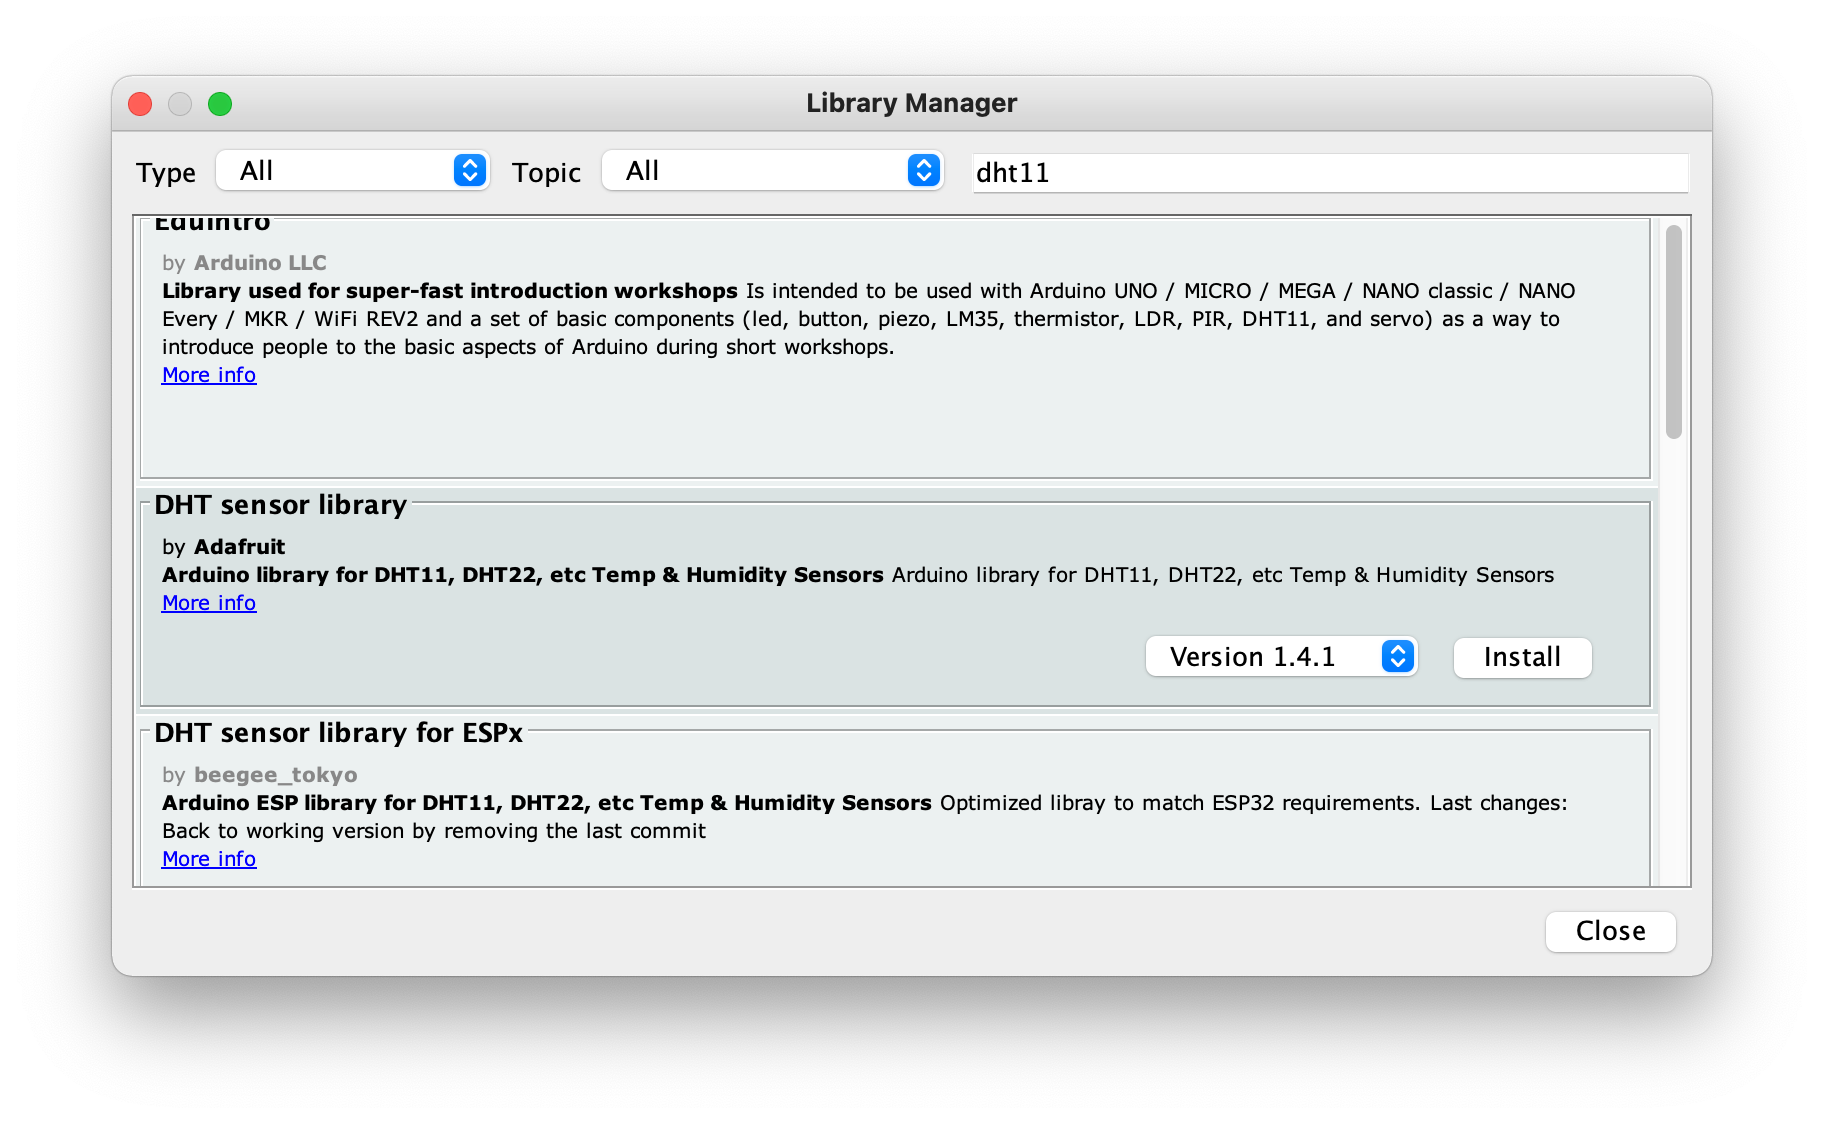 Library Manager
Type All Topic All dht11
EduIntro
by Arduino LLC
Library used for super-fast introduction workshops Is intended to be used with Arduino UNO / MICRO / MEGA / NANO classic / NANO
Every / MKR / WiFi REV2 and a set of basic components (led, button, piezo, LM35, thermistor, LDR, PIR, DHT11, and servo) as a way to
introduce people to the basic aspects of Arduino during short workshops.
More info
DHT sensor library
by Adafruit
Arduino library for DHT11, DHT22, etc Temp & Humidity Sensors Arduino library for DHT11, DHT22, etc Temp & Humidity Sensors
More info
Version 1.4.1 Install
DHT sensor library for ESPx
by beegee_tokyo
Arduino ESP library for DHT11, DHT22, etc Temp & Humidity Sensors Optimized libray to match ESP32 requirements. Last changes:
Back to working version by removing the last commit
More info
Close